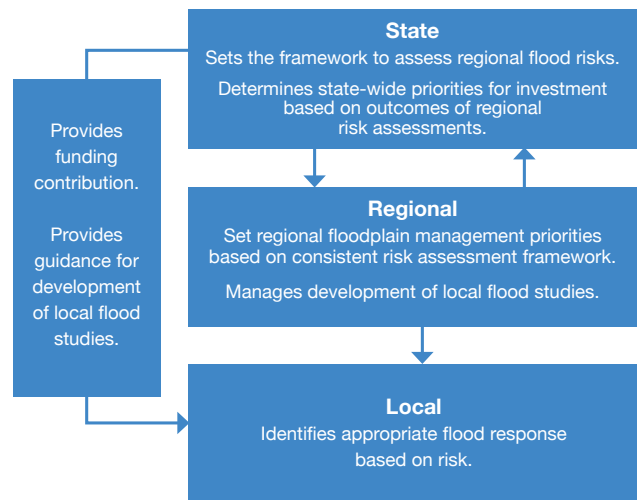 State
Sets the framework to assess regional flood risks.
Determines state-wide priorities for investment
based on outcomes of regional
risk assessments.
Provides
funding
contribution.
Provides
guidance for
development
of local flood
studies.
Regional
Set regional floodplain management priorities
based on consistent risk assessment framework.
Manages development of local flood studies.
Local
Identifies appropriate flood response
based on risk.